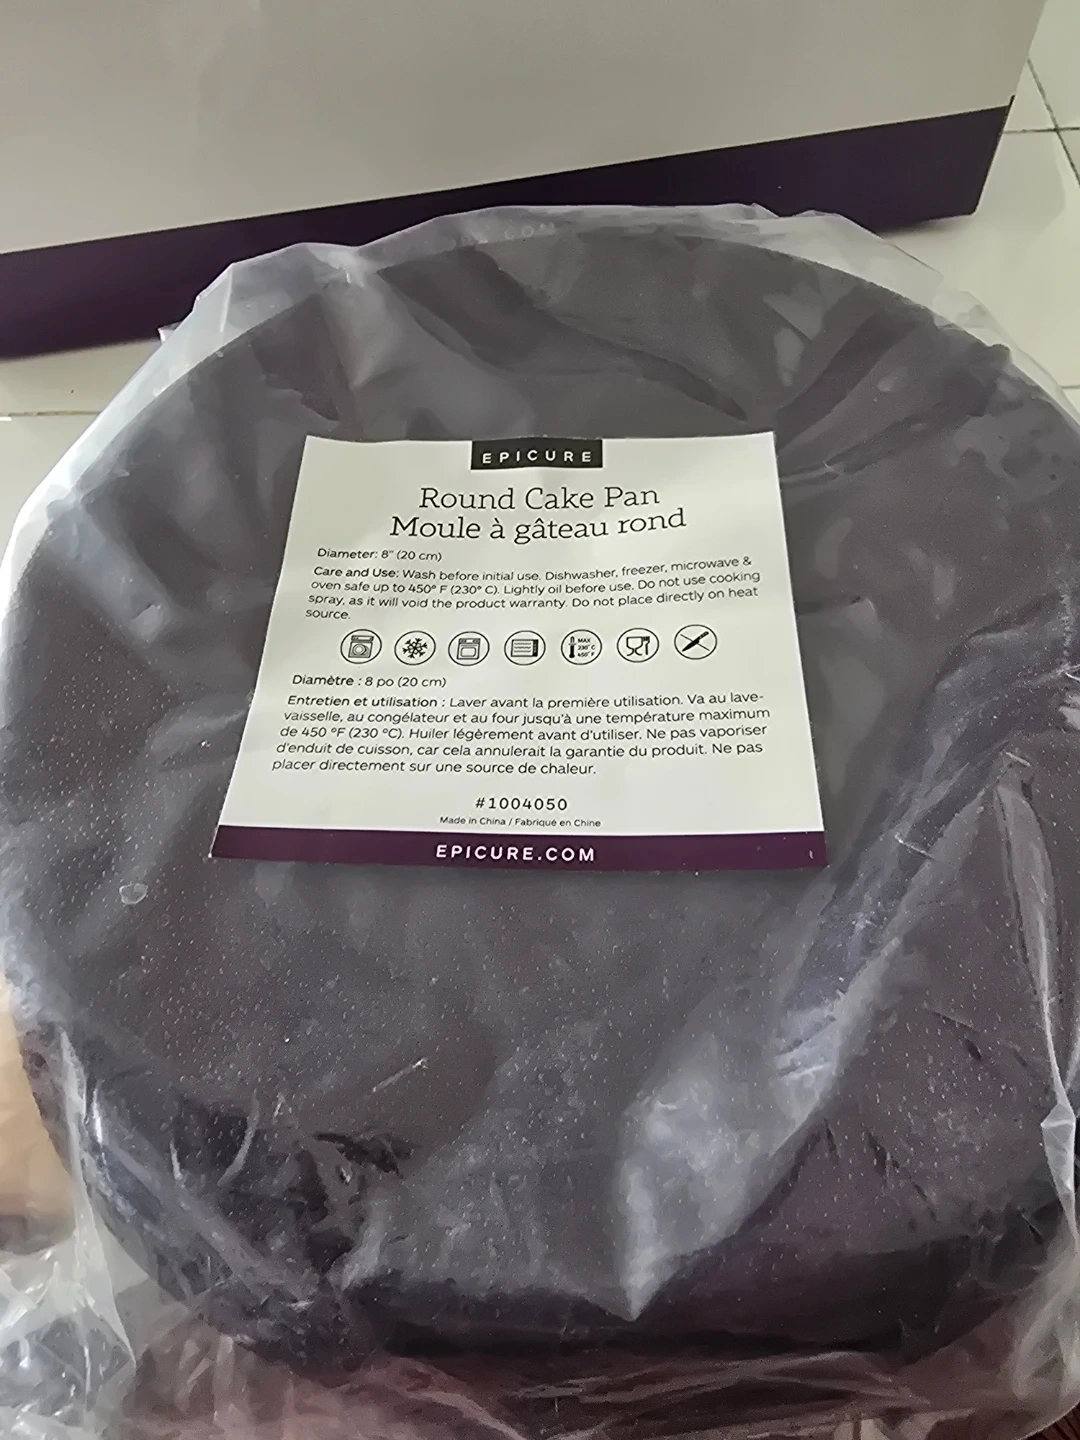 EPICURE
Round Cake Pan
Moule à gâteau rond
Diameter: 8" (20 cm)
Care and Use: Wash before initial use. Dishwasher, freezer, microwave &
oven safe up to 450° F (230° C). Lightly oil before use. Do not use cooking
spray, as it will void the product warranty. Do not place directly on heat
source.
MAX
230° C
450° F
Diamètre : 8 po (20 cm)
Entretien et utilisation : Laver avant la première utilisation. Va au lave-
vaisselle, au congélateur et au four jusqu'à une température maximum
de 450 °F (230 °C). Huiler légèrement avant d'utiliser. Ne pas vaporiser
d'enduit de cuisson, car cela annulerait la garantie du produit. Ne pas
placer directement sur une source de chaleur.
#1004050
Made in China / Fabriqué en Chine
EPICURE.COM